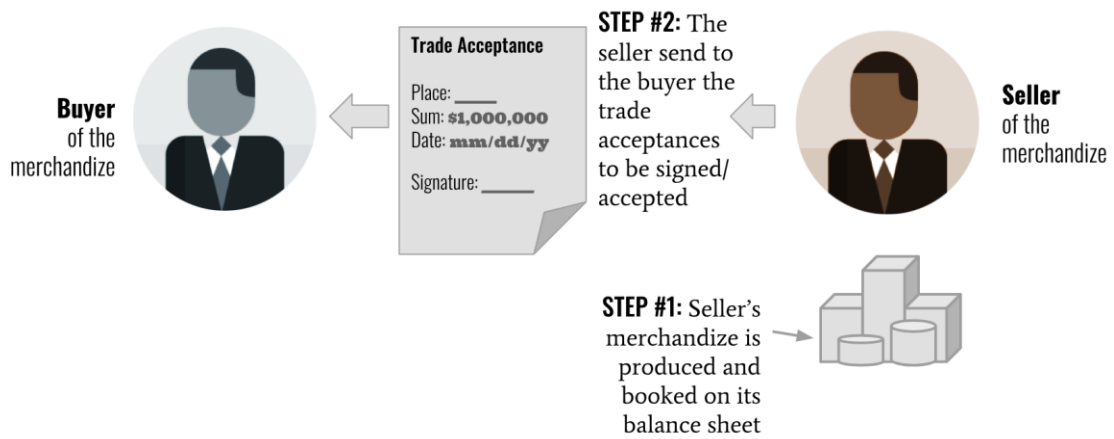 Buyer
of the
merchandize
Trade Acceptance
Place: _____
Sum: $1,000,000
Date: mm/dd/yy
Signature: ______
STEP #2: The
seller send to
the buyer the
trade
acceptances
to be signed/
accepted
Seller
of the
merchandize
STEP #1: Seller's
merchandize is
produced and
booked on its
balance sheet